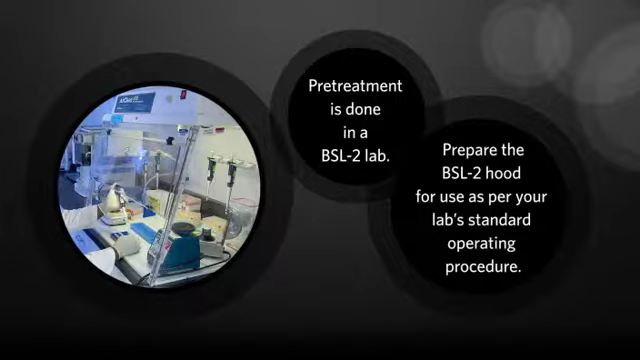 Pretreatment
is done
in a
BSL-2 lab.
Prepare the
BSL-2 hood
for use as per your
lab's standard
operating
procedure.